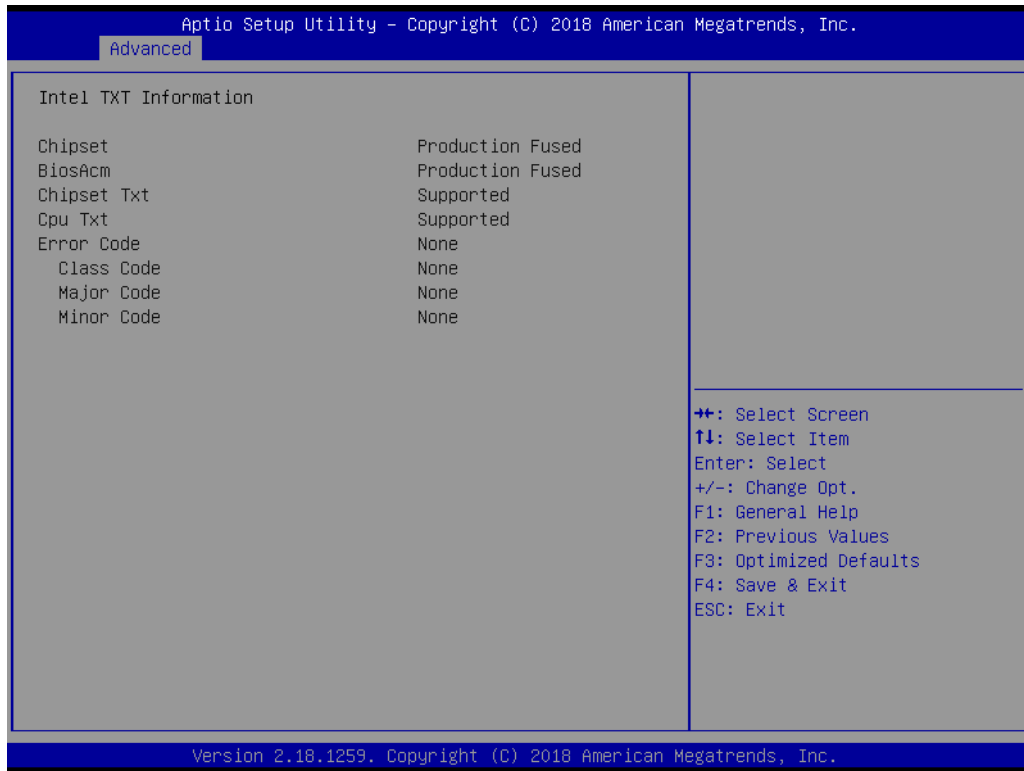 Aptio Setup Utility – Copyright (C) 2018 American Megatrends, Inc.
Advanced
Intel TXT Information
Chipset Production Fused
BiosAcm Production Fused
Chipset Txt Supported
Cpu Txt Supported
Error Code None
Class Code None
Major Code None
Minor Code None
→←: Select Screen
↑↓: Select Item
Enter: Select
+/-: Change Opt.
F1: General Help
F2: Previous Values
F3: Optimized Defaults
F4: Save & Exit
ESC: Exit
Version 2.18.1259. Copyright (C) 2018 American Megatrends, Inc.